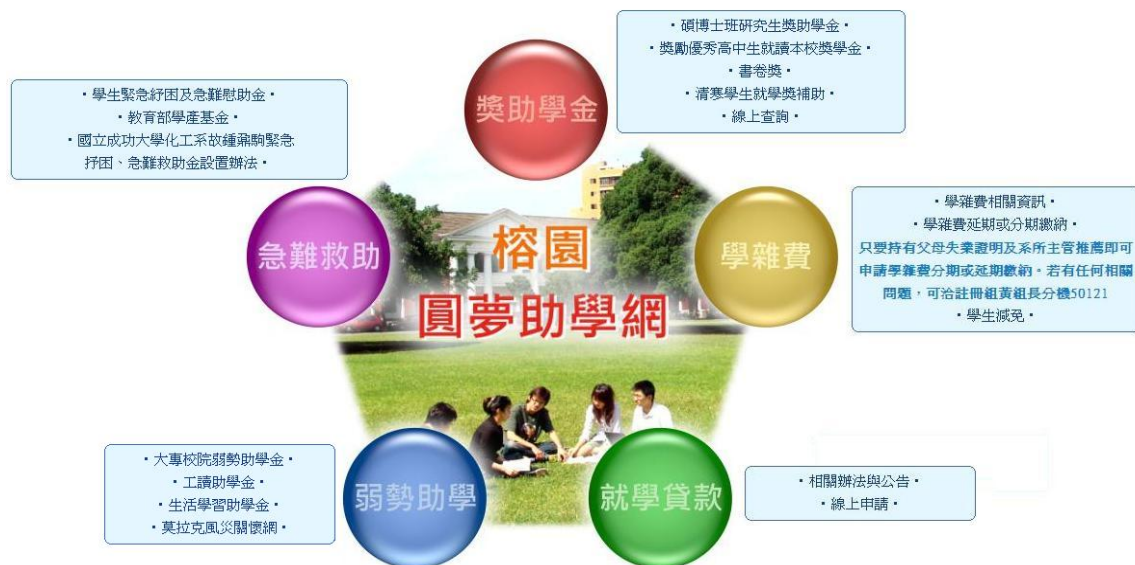 獎助學金
· 碩博士班研究生獎助學金 ·
· 獎勵優秀高中生就讀本校獎學金 ·
· 書卷獎 ·
· 清寒學生就學獎補助 ·
· 線上查詢 ·
· 學生緊急紓困及急難慰助金 ·
· 教育部學產基金 ·
· 國立成功大學化工系故鍾飛駒緊急
抒困、急難救助金設置辦法 ·
急難救助
榕園
圓夢助學網
學雜費
· 學雜費相關資訊 ·
· 學雜費延期或分期繳納 ·
只要持有父母失業證明及系所主管推薦即可
申請學雜費分期或延期繳納。若有任何相關
問題,可洽註冊組黃組長分機50121
· 學生減免 ·
· 大專校院弱勢助學金 ·
· 工讀助學金 ·
· 生活學習助學金 ·
· 莫拉克風災關懷網 ·
弱勢助學
就學貸款
· 相關辦法與公告 ·
· 線上申請 ·